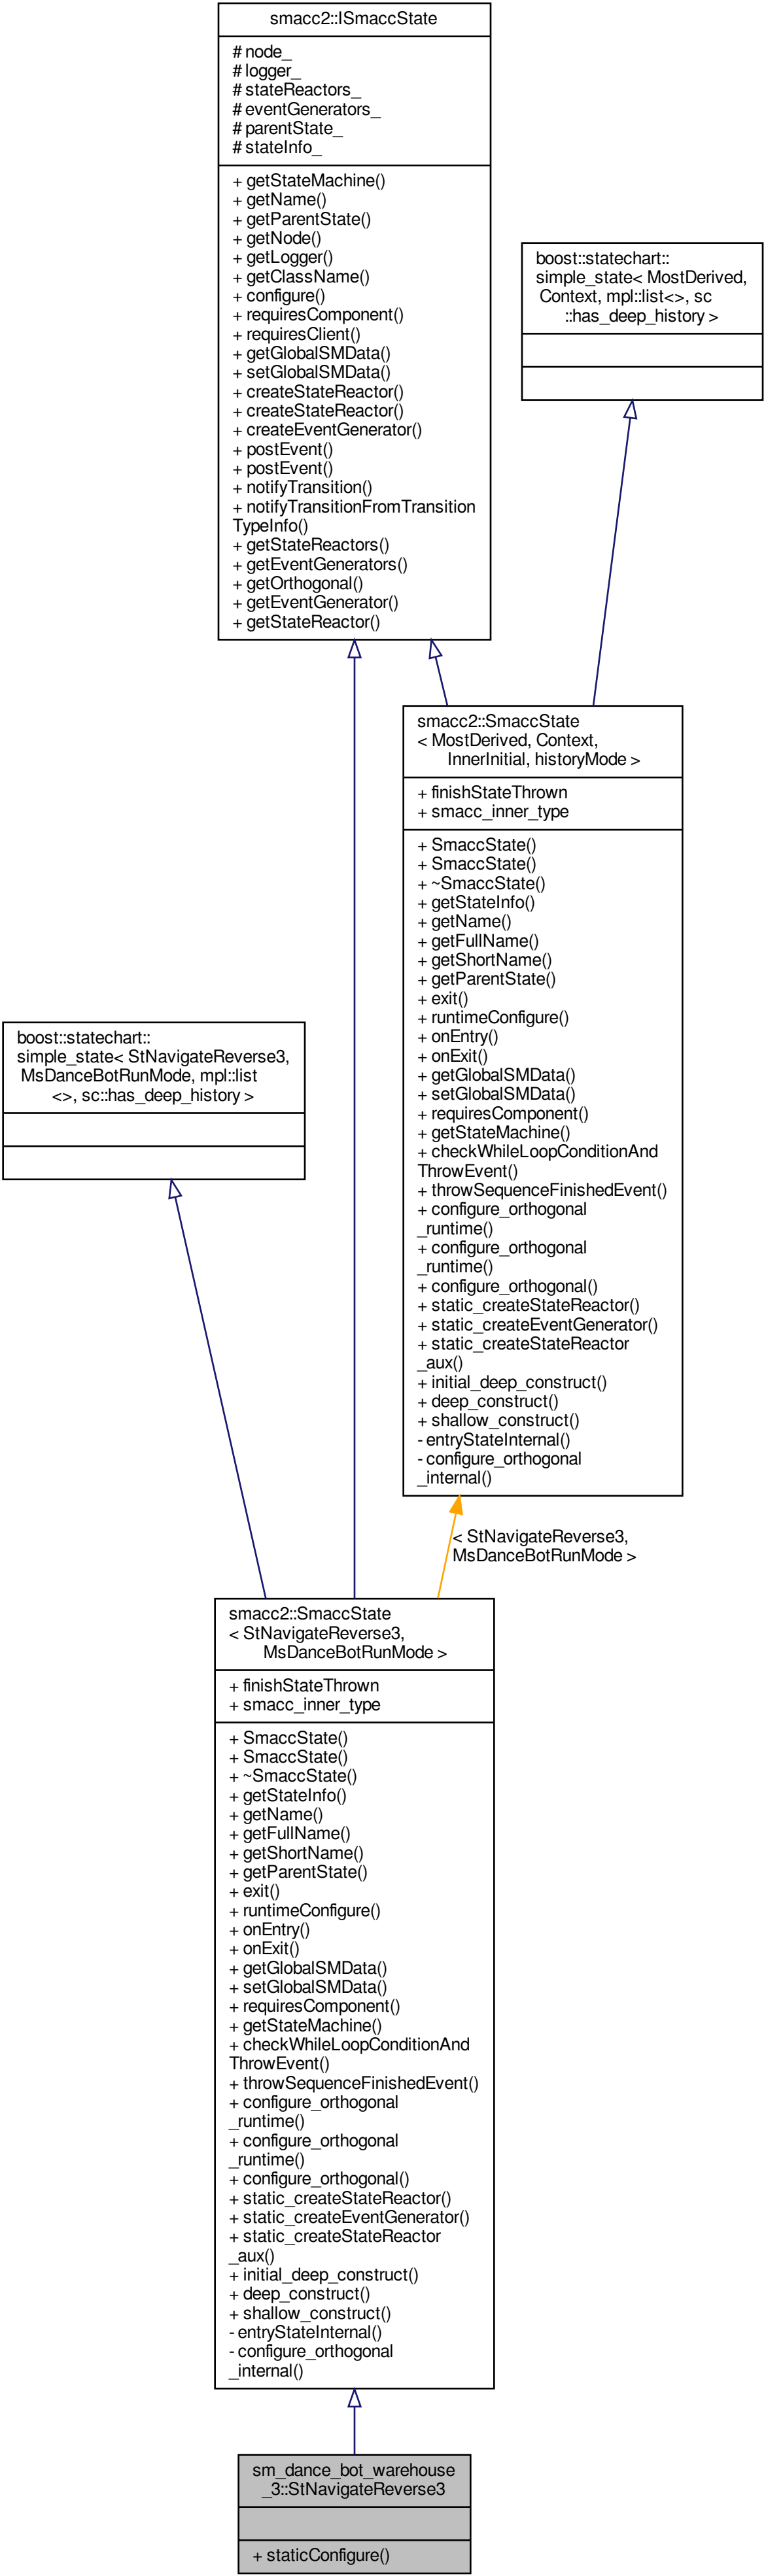 smacc2::ISmaccState
# node_
# logger_
# stateReactors_
# eventGenerators_
# parentState_
# stateInfo_
+ getStateMachine()
+ getName()
+ getParentState()
+ getNode()
+ getLogger()
+ getClassName()
+ configure()
+ requiresComponent()
+ requiresClient()
+ getGlobalSMData()
+ setGlobalSMData()
+ createStateReactor()
+ createStateReactor()
+ createEventGenerator()
+ postEvent()
+ postEvent()
+ notifyTransition()
+ notifyTransitionFromTransition
TypeInfo()
+ getStateReactors()
+ getEventGenerators()
+ getOrthogonal()
+ getEventGenerator()
+ getStateReactor()
boost::statechart::
simple_state< MostDerived,
Context, mpl::list<>, sc
::has_deep_history >
smacc2::SmaccState
< MostDerived, Context,
InnerInitial, historyMode >
+ finishStateThrown
+ smacc_inner_type
+ SmaccState()
+ SmaccState()
+ ~SmaccState()
+ getStateInfo()
+ getName()
+ getFullName()
+ getShortName()
+ getParentState()
+ exit()
+ runtimeConfigure()
+ onEntry()
+ onExit()
+ getGlobalSMData()
+ setGlobalSMData()
+ requiresComponent()
+ getStateMachine()
+ checkWhileLoopConditionAnd
ThrowEvent()
+ throwSequenceFinishedEvent()
+ configure_orthogonal
_runtime()
+ configure_orthogonal
_runtime()
+ configure_orthogonal()
+ static_createStateReactor()
+ static_createEventGenerator()
+ static_createStateReactor
_aux()
+ initial_deep_construct()
+ deep_construct()
+ shallow_construct()
- entryStateInternal()
- configure_orthogonal
_internal()
boost::statechart::
simple_state< StNavigateReverse3,
MsDanceBotRunMode, mpl::list
<>, sc::has_deep_history >
< StNavigateReverse3,
MsDanceBotRunMode >
smacc2::SmaccState
< StNavigateReverse3,
MsDanceBotRunMode >
+ finishStateThrown
+ smacc_inner_type
+ SmaccState()
+ SmaccState()
+ ~SmaccState()
+ getStateInfo()
+ getName()
+ getFullName()
+ getShortName()
+ getParentState()
+ exit()
+ runtimeConfigure()
+ onEntry()
+ onExit()
+ getGlobalSMData()
+ setGlobalSMData()
+ requiresComponent()
+ getStateMachine()
+ checkWhileLoopConditionAnd
ThrowEvent()
+ throwSequenceFinishedEvent()
+ configure_orthogonal
_runtime()
+ configure_orthogonal
_runtime()
+ configure_orthogonal()
+ static_createStateReactor()
+ static_createEventGenerator()
+ static_createStateReactor
_aux()
+ initial_deep_construct()
+ deep_construct()
+ shallow_construct()
- entryStateInternal()
- configure_orthogonal
_internal()
sm_dance_bot_warehouse
_3::StNavigateReverse3
+ staticConfigure()